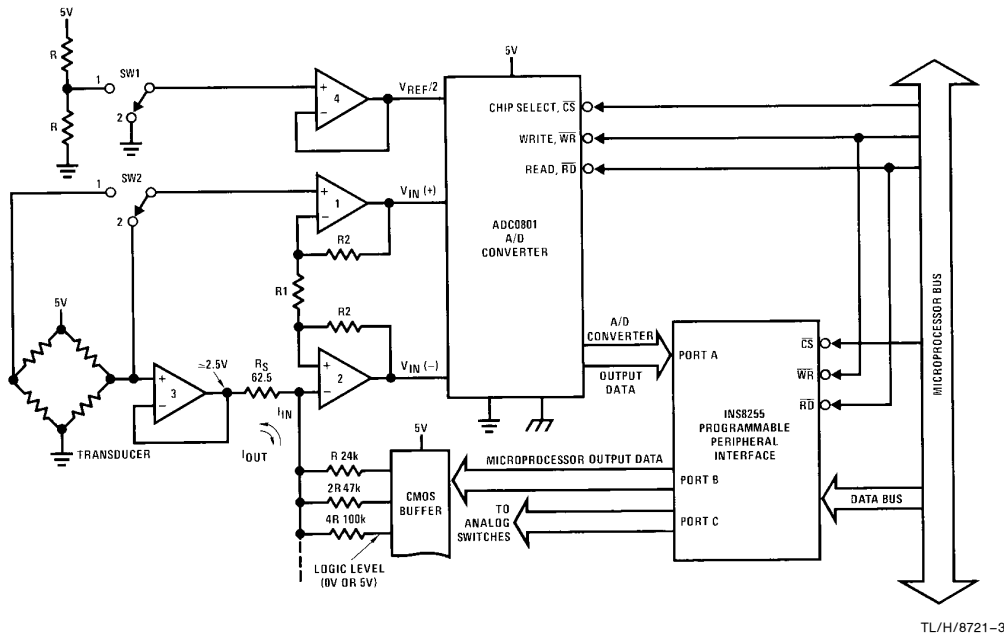 5V
R
R
1
SW1
2
+
−
4
VREF/2
5V
CHIP SELECT, CS
WRITE, WR
READ, RD
ADC0801
A/D
CONVERTER
1
SW2
2
+
−
1
VIN (+)
R2
R1
R2
+
−
2
VIN (−)
5V
TRANSDUCER
+
−
3
≃2.5V
RS
62.5
IIN
IOUT
R 24k
2R 47k
4R 100k
LOGIC LEVEL
(0V OR 5V)
5V
CMOS
BUFFER
A/D
CONVERTER
OUTPUT
DATA
MICROPROCESSOR OUTPUT DATA
TO
ANALOG
SWITCHES
PORT A
CS
WR
RD
INS8255
PROGRAMMABLE
PERIPHERAL
INTERFACE
PORT B
PORT C
DATA BUS
MICROPROCESSOR BUS
TL/H/8721–3